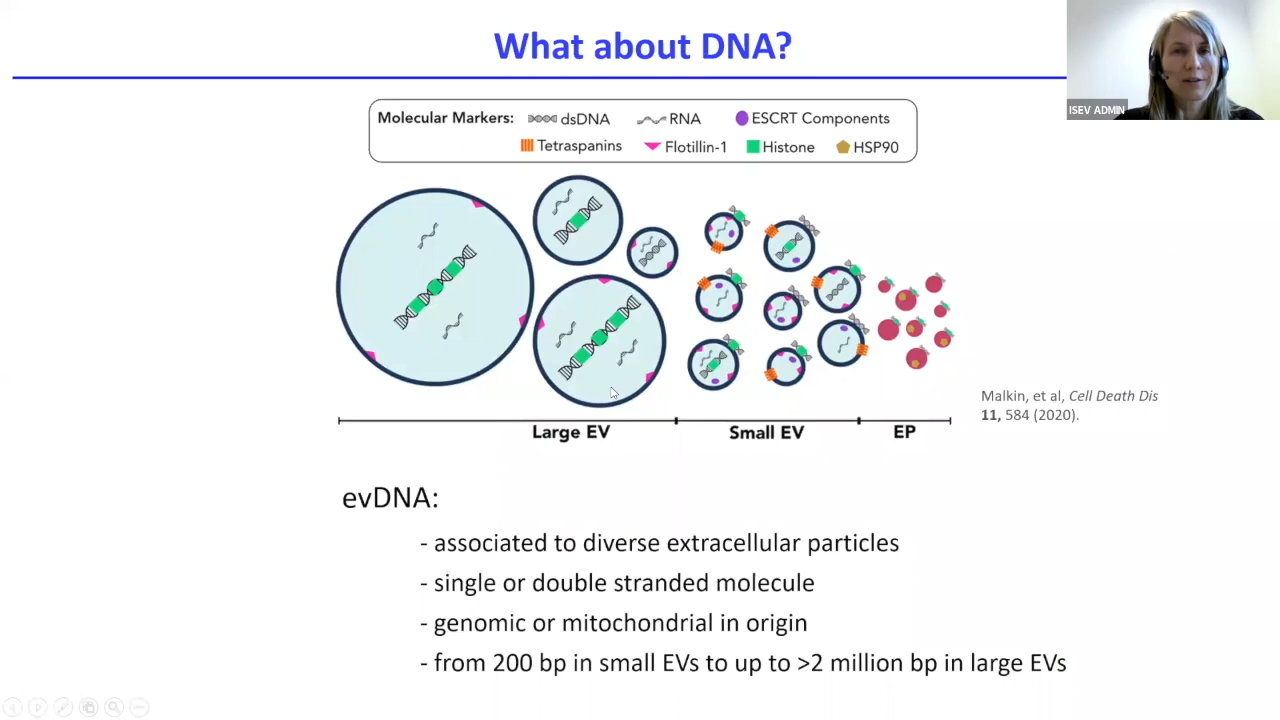 What about DNA?
ISEV ADMIN
Molecular Markers: dsDNA RNA ESCRT Components
Tetraspanins Flotillin-1 Histone HSP90
Malkin, et al, Cell Death Dis
11, 584 (2020).
Large EV Small EV EP
evDNA:
- associated to diverse extracellular particles
- single or double stranded molecule
- genomic or mitochondrial in origin
- from 200 bp in small EVs to up to >2 million bp in large EVs